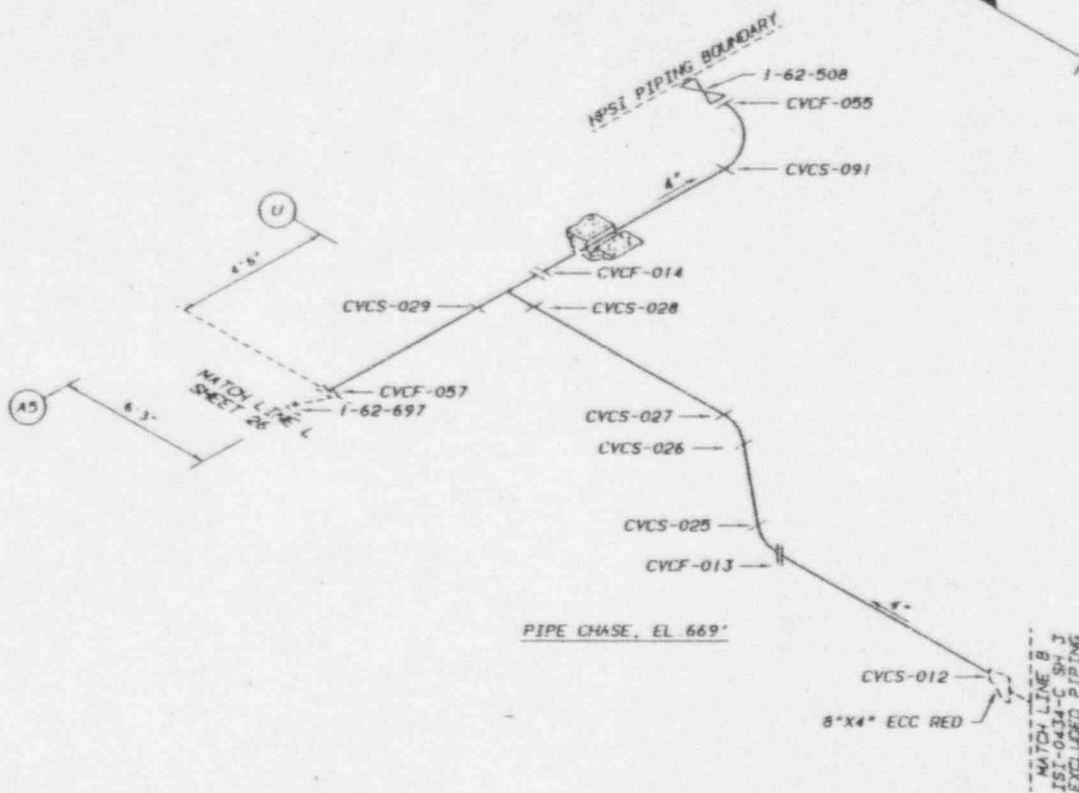 NPSI PIPING BOUNDARY
1-62-508
CVCF-055
CVCS-091
4"
U
4'6"
CVCF-014
CVCS-029
CVCS-028
MATCH LINE L
SHEET 26
CVCF-057
1-62-697
A5
6'3"
CVCS-027
CVCS-026
CVCS-025
CVCF-013
PIPE CHASE, EL 669'
4"
CVCS-012
8"X4" ECC RED
MATCH LINE B
ISI-0434-C SH 3
EXCLUDED PIPING